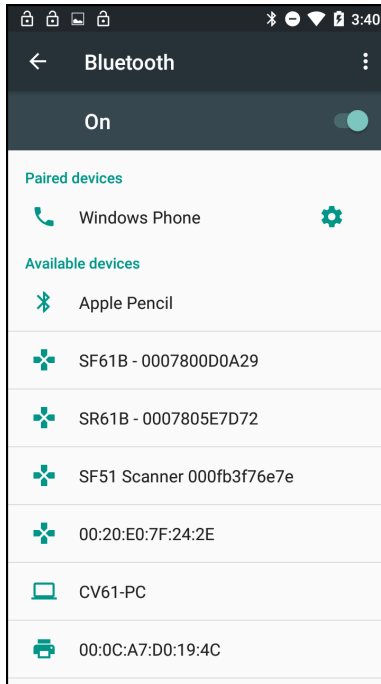 3:40
Bluetooth
On
Paired devices
Windows Phone
Available devices
Apple Pencil
SF61B - 0007800D0A29
SR61B - 0007805E7D72
SF51 Scanner 000fb3f76e7e
00:20:E0:7F:24:2E
CV61-PC
00:0C:A7:D0:19:4C